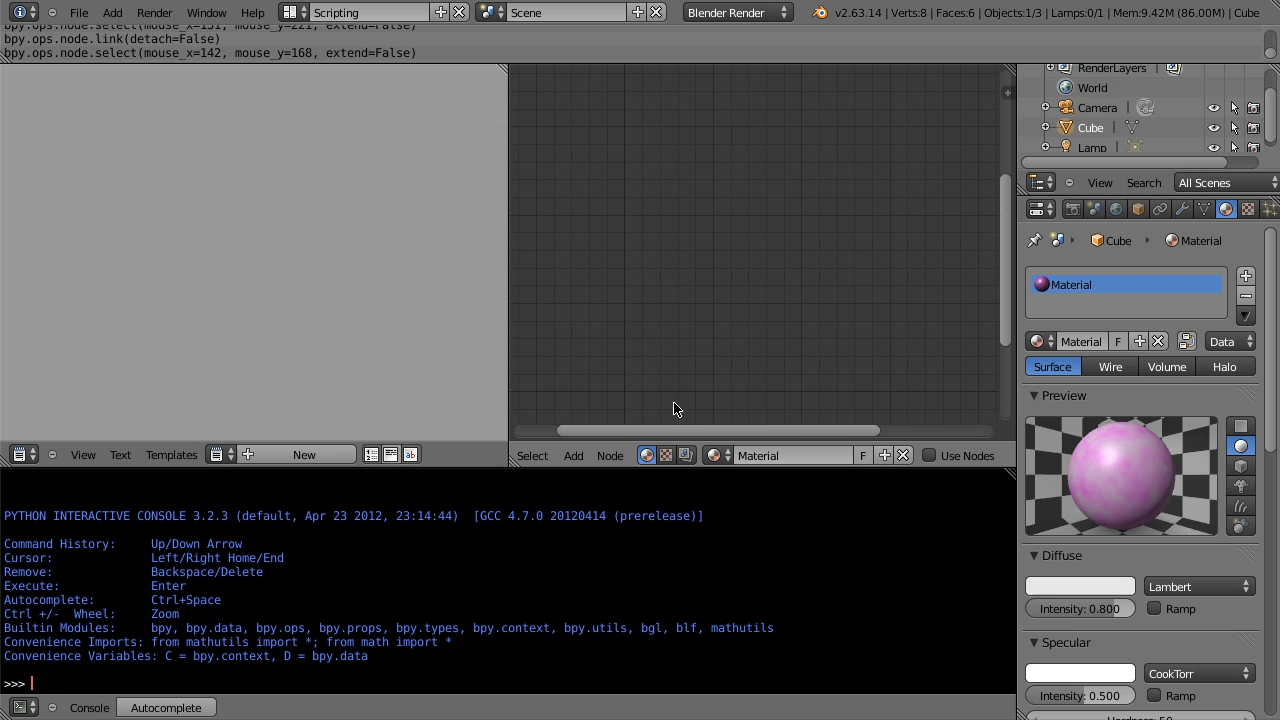 File Add Render Window Help Scripting Scene Blender Render v2.63.14 | Verts:8 | Faces:6 | Objects:1/3 | Lamps:0/1 | Mem:9.42M (76.00M) | Cube
bpy.ops.node.link(detach=False)
bpy.ops.node.select(mouse_x=142, mouse_y=168, extend=False)
RenderLayers |
World
Camera |
Cube |
Lamp |
View Search All Scenes
Cube Material
Material
Material F Data
Surface Wire Volume Halo
Preview
Diffuse
Lambert
Intensity: 0.800 Ramp
Specular
CookTorr
Intensity: 0.500 Ramp
Hardness: 50
View Text Templates New ab
Select Add Node Material F Use Nodes
PYTHON INTERACTIVE CONSOLE 3.2.3 (default, Apr 23 2012, 23:14:44)  [GCC 4.7.0 20120414 (prerelease)]
Command History: Up/Down Arrow
Cursor: Left/Right Home/End
Remove: Backspace/Delete
Execute: Enter
Autocomplete: Ctrl+Space
Ctrl +/-  Wheel: Zoom
Builtin Modules: bpy, bpy.data, bpy.ops, bpy.props, bpy.types, bpy.context, bpy.utils, bgl, blf, mathutils
Convenience Imports: from mathutils import *; from math import *
Convenience Variables: C = bpy.context, D = bpy.data
>>>
Console Autocomplete